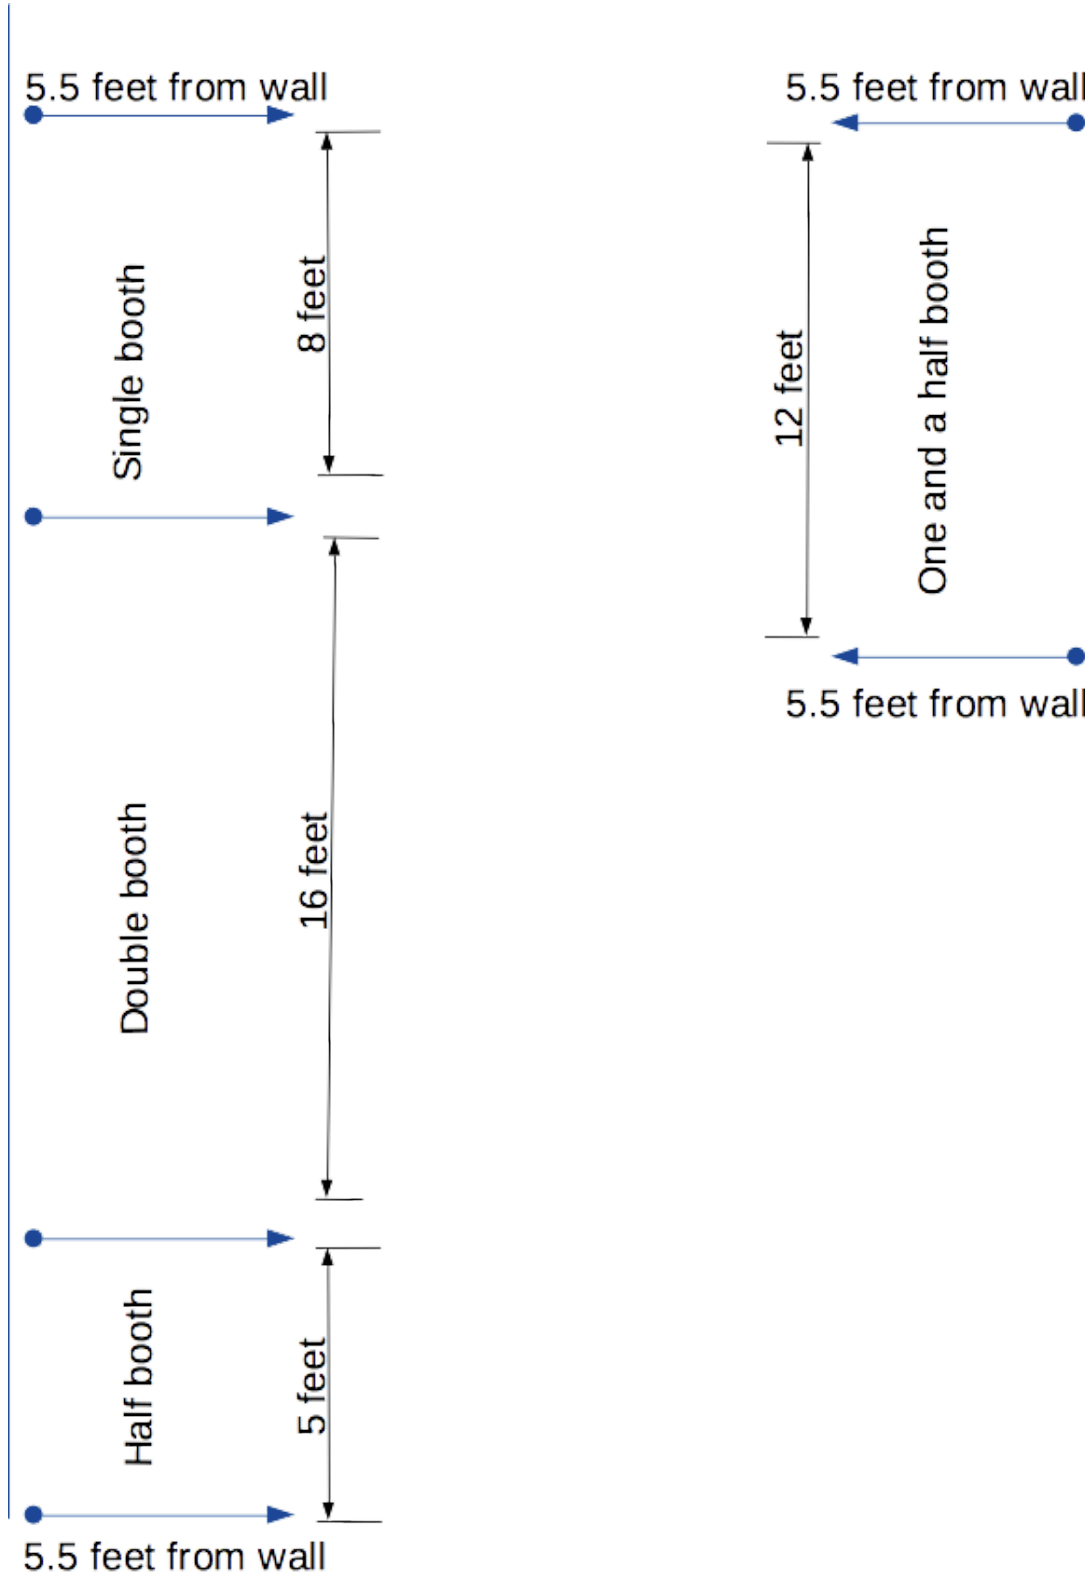 5.5 feet from wall
5.5 feet from wall
Single booth
8 feet
12 feet
One and a half booth
5.5 feet from wall
Double booth
16 feet
Half booth
5 feet
5.5 feet from wall